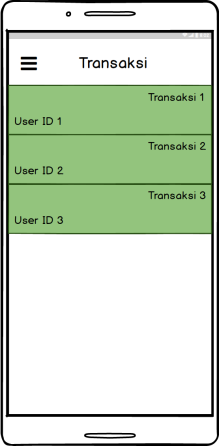 Transaksi
Transaksi 1
User ID 1
Transaksi 2
User ID 2
Transaksi 3
User ID 3